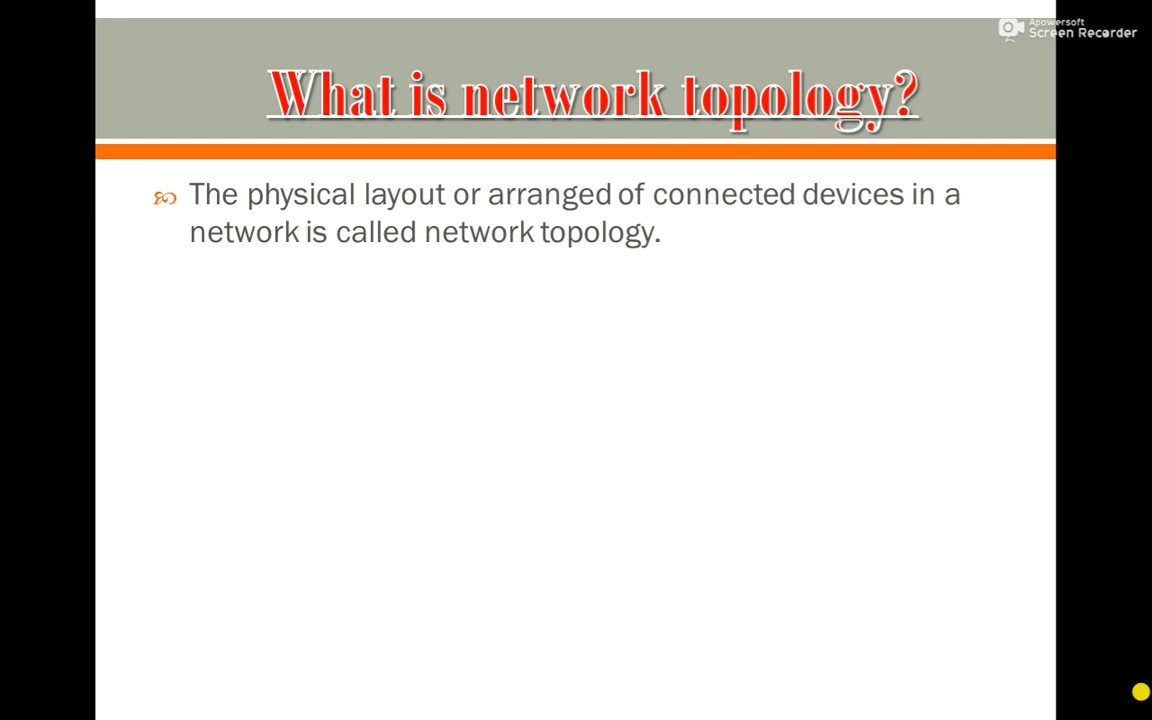 Apowersoft
Screen Recorder
What is network topology?
The physical layout or arranged of connected devices in a
network is called network topology.